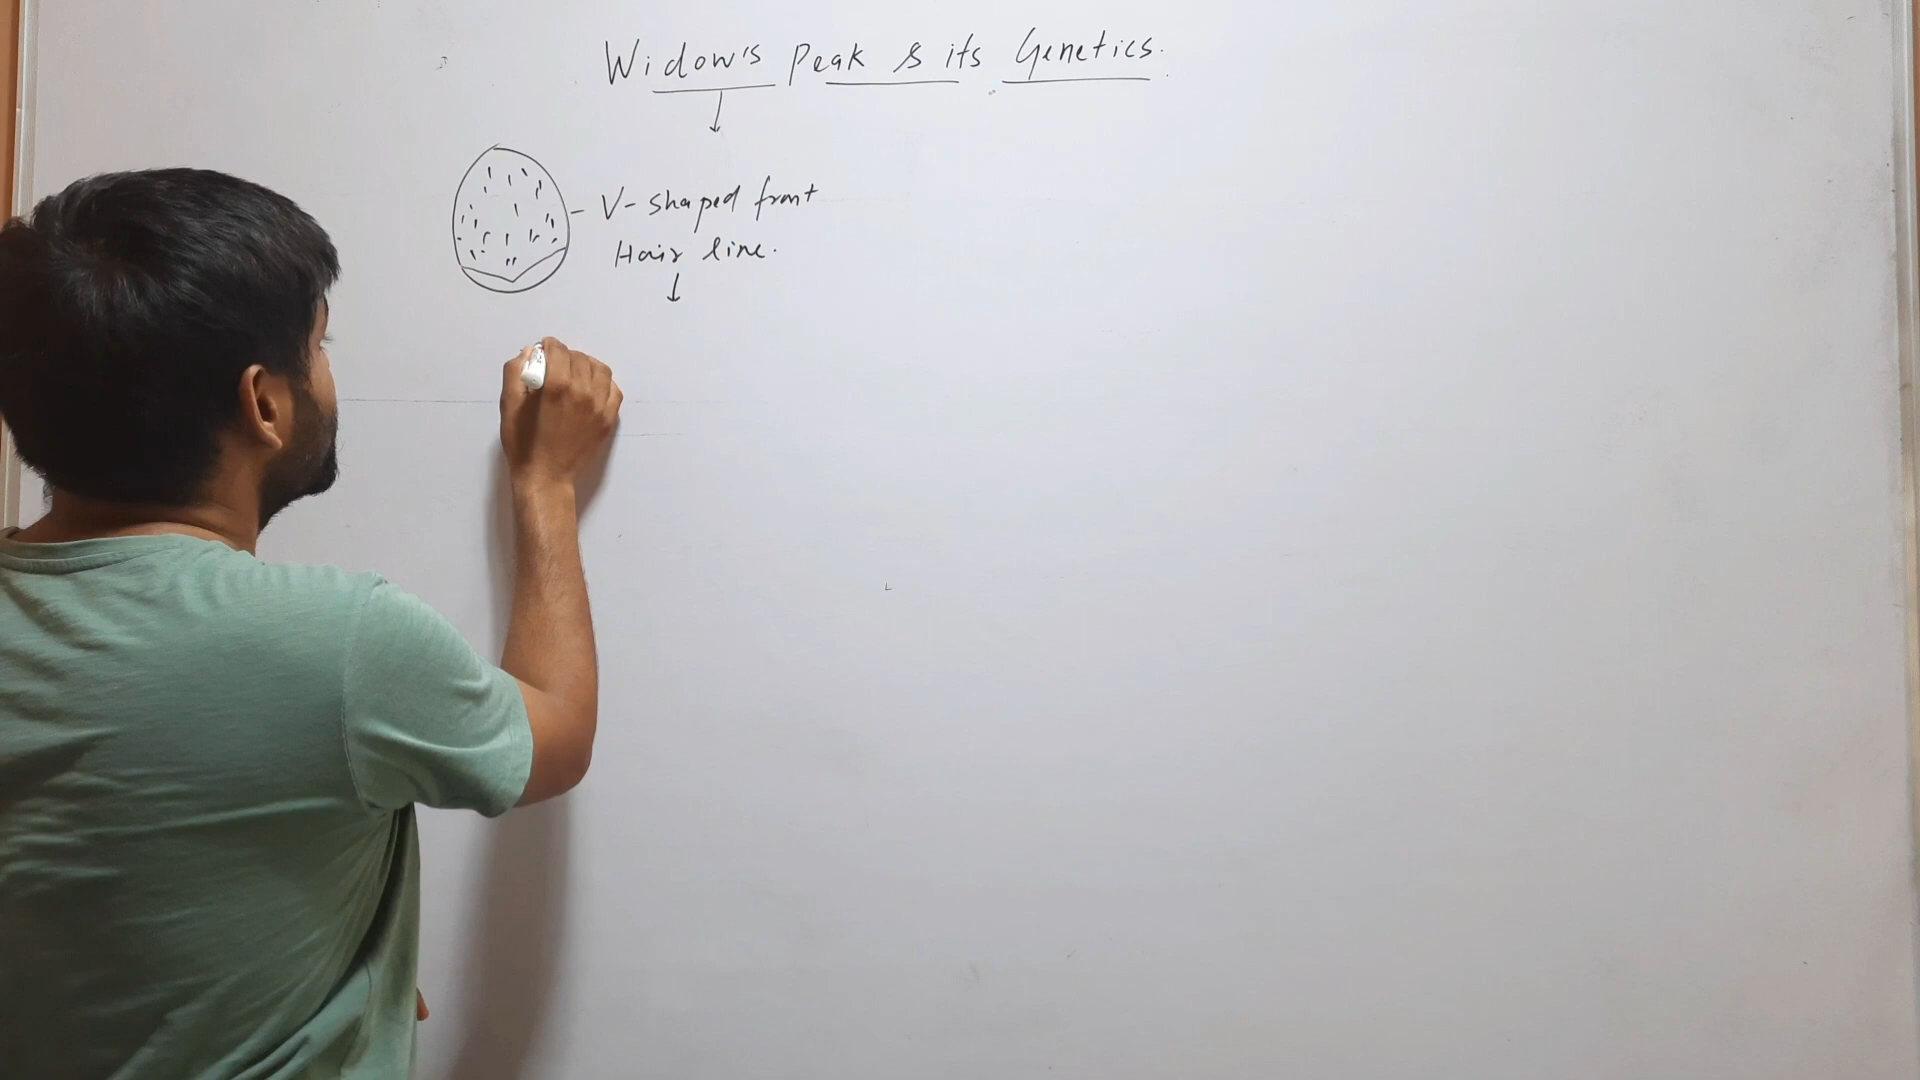 Widow's Peak & its Genetics.
- V-shaped front
Hair line.